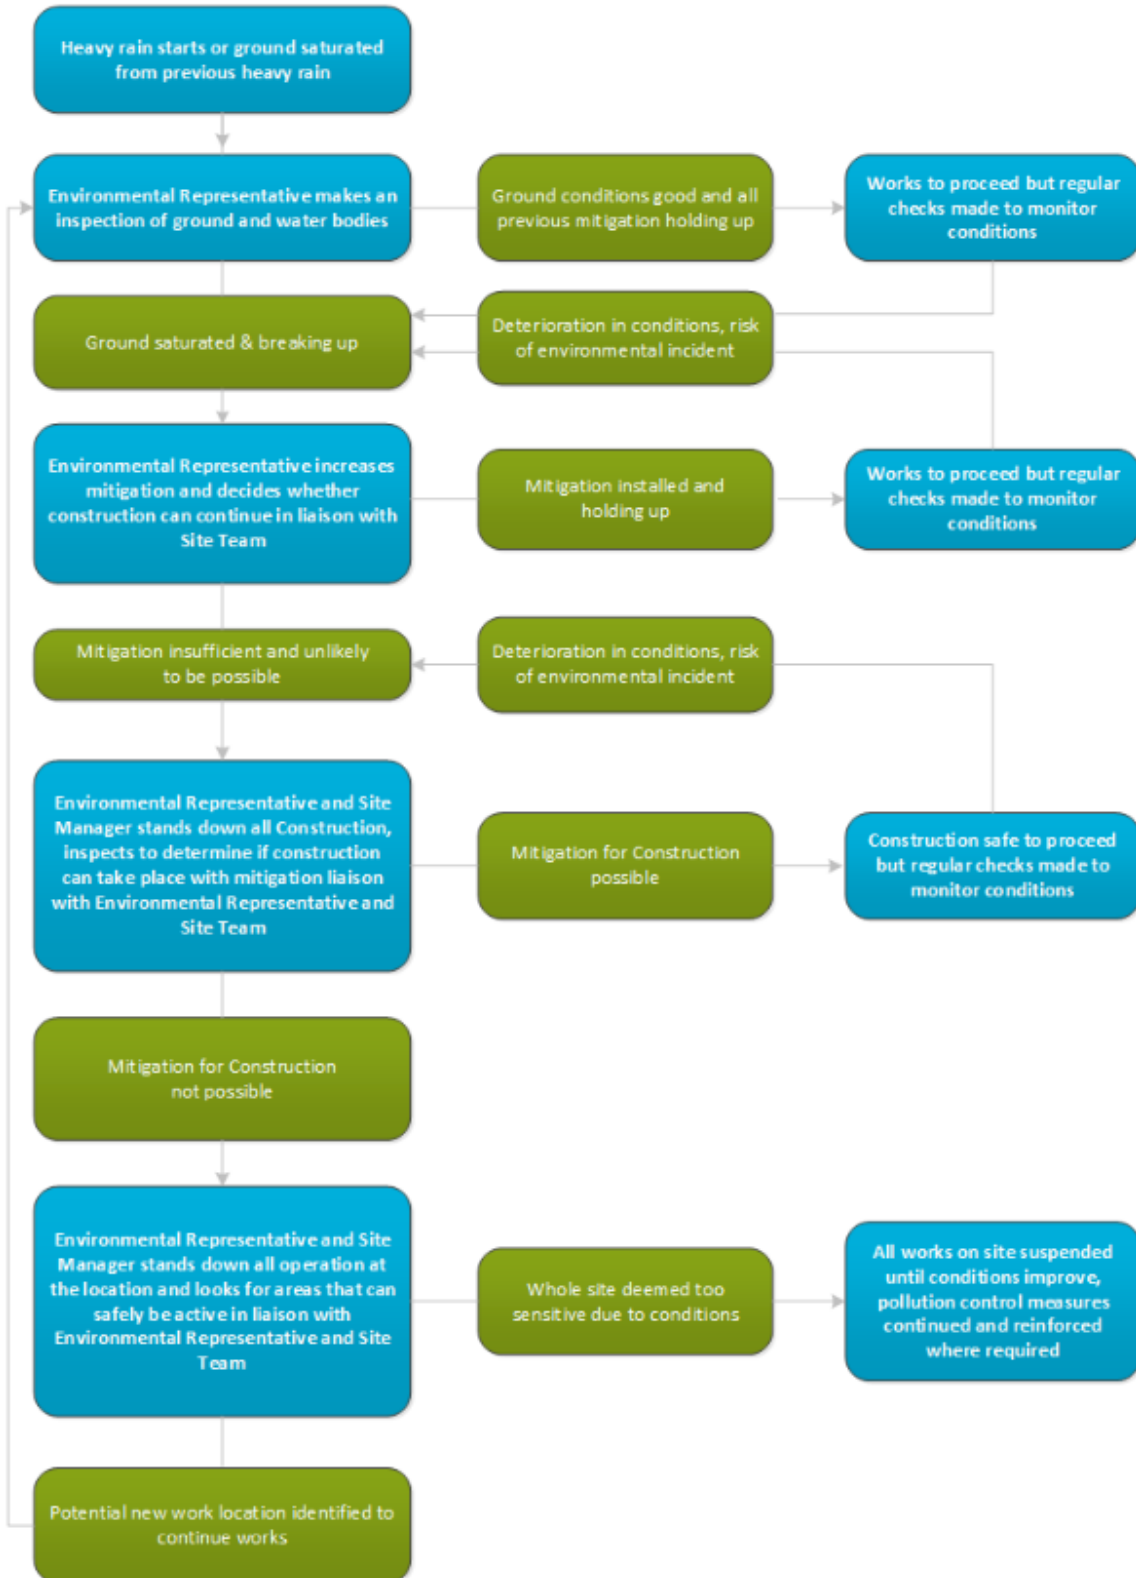 Heavy rain starts or ground saturated
from previous heavy rain
Environmental Representative makes an
inspection of ground and water bodies
Ground conditions good and all
previous mitigation holding up
Works to proceed but regular
checks made to monitor
conditions
Ground saturated & breaking up
Deterioration in conditions, risk
of environmental incident
Environmental Representative increases
mitigation and decides whether
construction can continue in liaison with
Site Team
Mitigation installed and
holding up
Works to proceed but regular
checks made to monitor
conditions
Mitigation insufficient and unlikely
to be possible
Deterioration in conditions, risk
of environmental incident
Environmental Representative and Site
Manager stands down all Construction,
inspects to determine if construction
can take place with mitigation liaison
with Environmental Representative and
Site Team
Mitigation for Construction
possible
Construction safe to proceed
but regular checks made to
monitor conditions
Mitigation for Construction
not possible
Environmental Representative and Site
Manager stands down all operation at
the location and looks for areas that can
safely be active in liaison with
Environmental Representative and Site
Team
Whole site deemed too
sensitive due to conditions
All works on site suspended
until conditions improve,
pollution control measures
continued and reinforced
where required
Potential new work location identified to
continue works